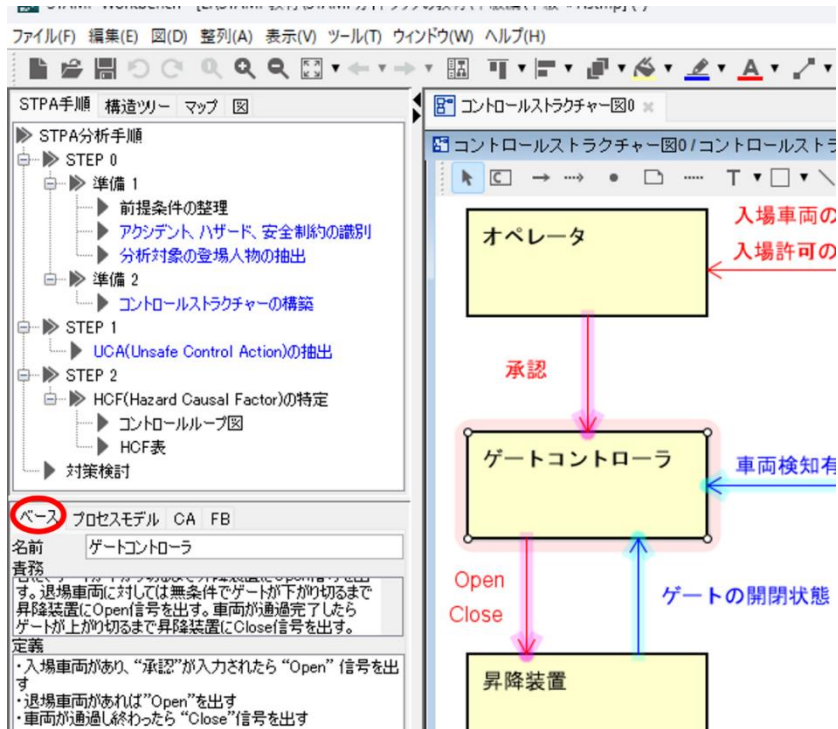 ファイル(F) 編集(E) 図(D) 整列(A) 表示(V) ツール(T) ウィンドウ(W) ヘルプ(H)
STPA手順 構造ツリー マップ 図
STPA分析手順
STEP 0
準備 1
前提条件の整理
アクシデント、ハザード、安全制約の識別
分析対象の登場人物の抽出
準備 2
コントロールストラクチャーの構築
STEP 1
UCA(Unsafe Control Action)の抽出
STEP 2
HCF(Hazard Causal Factor)の特定
コントロールループ図
HCF表
対策検討
ベース プロセスモデル CA FB
名前 ゲートコントローラ
責務
す。退場車両に対しては無条件でゲートが下がり切るまで
昇降装置にOpen信号を出す。車両が通過完了したら
ゲートが上がり切るまで昇降装置にClose信号を出す。
定義
・入場車両があり、“承認”が入力されたら “Open” 信号を出
す
・退場車両があれば”Open”を出す
・車両が通過し終わったら “Close”信号を出す
コントロールストラクチャー図0
コントロールストラクチャー図0 / コントロールストラ
T
オペレータ
入場車両の
入場許可の
承認
ゲートコントローラ
車両検知有
Open
Close
ゲートの開閉状態
昇降装置